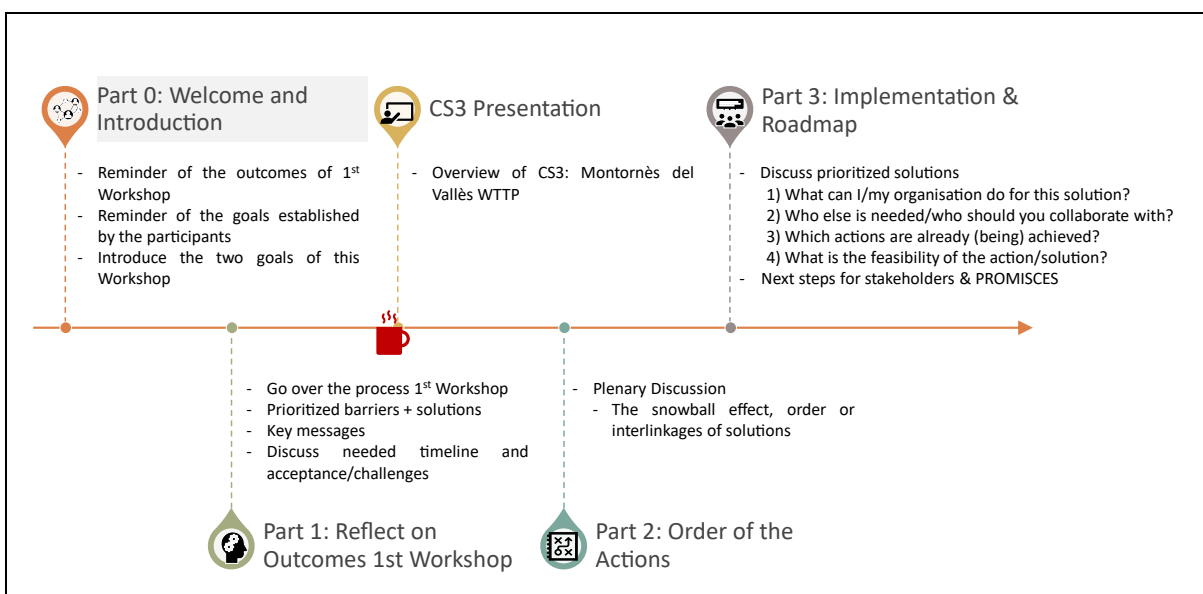 Part 0: Welcome and
Introduction
- Reminder of the outcomes of 1st
Workshop
- Reminder of the goals established
by the participants
- Introduce the two goals of this
Workshop
CS3 Presentation
- Overview of CS3: Montornès del
Vallès WTTP
Part 3: Implementation &
Roadmap
- Discuss prioritized solutions
1) What can I/my organisation do for this solution?
2) Who else is needed/who should you collaborate with?
3) Which actions are already (being) achieved?
4) What is the feasibility of the action/solution?
- Next steps for stakeholders & PROMISCES
- Go over the process 1st Workshop
- Prioritized barriers + solutions
- Key messages
- Discuss needed timeline and
acceptance/challenges
Part 1: Reflect on
Outcomes 1st Workshop
- Plenary Discussion
- The snowball effect, order or
interlinkages of solutions
Part 2: Order of the
Actions